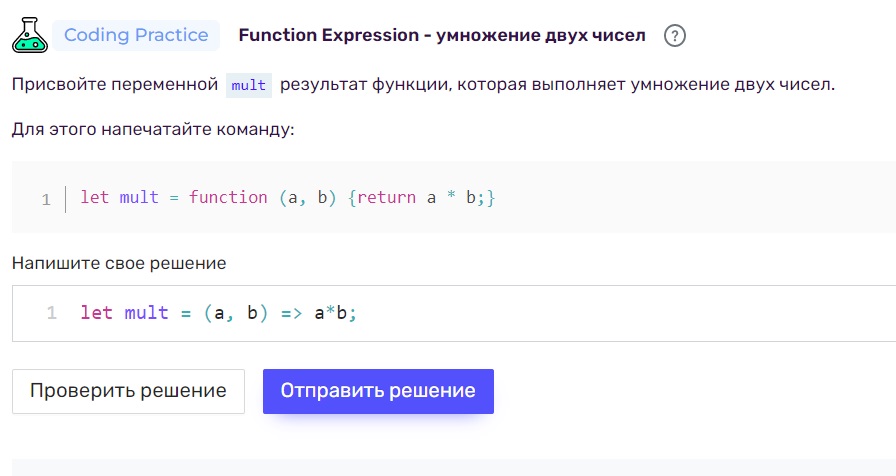 Coding Practice Function Expression - умножение двух чисел ?
Присвойте переменной mult результат функции, которая выполняет умножение двух чисел.
Для этого напечатайте команду:
1 let mult = function (a, b) {return a * b;}
Напишите свое решение
1 let mult = (a, b) => a*b;
Проверить решение Отправить решение